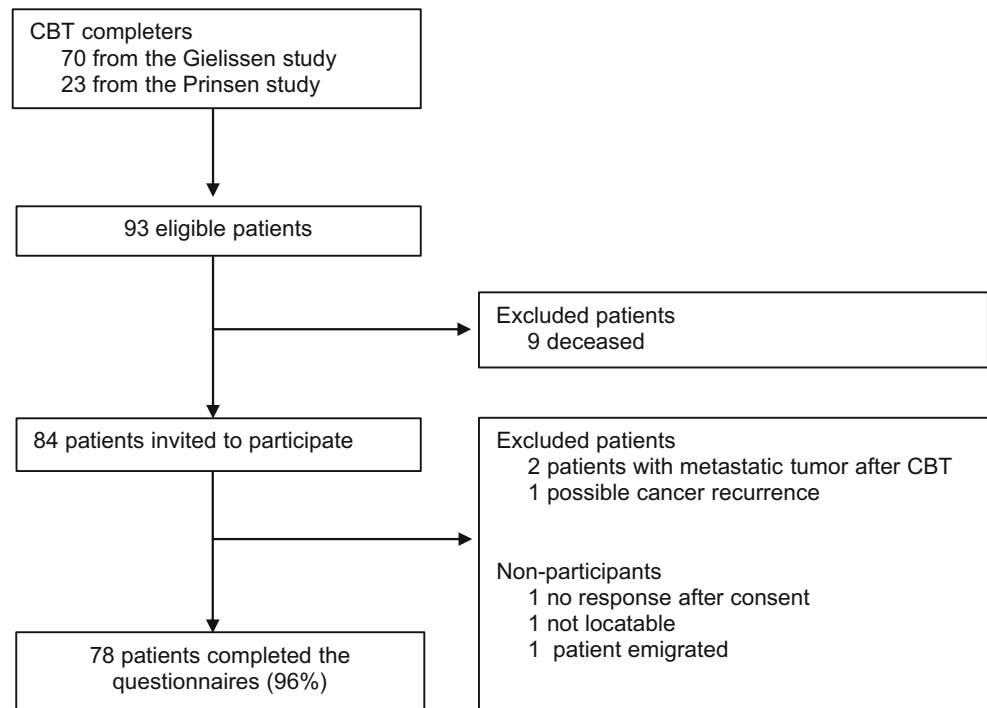 CBT completers
70 from the Gielissen study
23 from the Prinsen study
93 eligible patients
Excluded patients
9 deceased
84 patients invited to participate
Excluded patients
2 patients with metastatic tumor after CBT
1 possible cancer recurrence
Non-participants
1 no response after consent
1 not locatable
1 patient emigrated
78 patients completed the
questionnaires (96%)